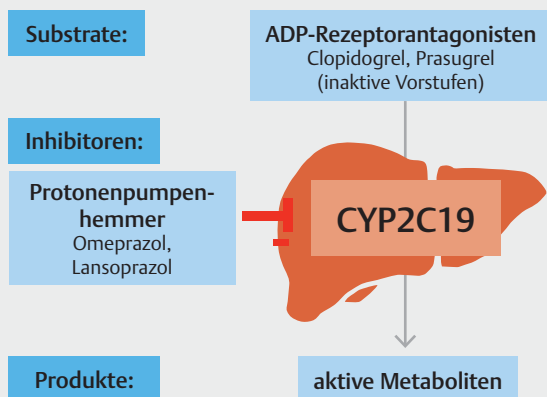 Substrate:
ADP-Rezeptorantagonisten
Clopidogrel, Prasugrel
(inaktive Vorstufen)
Inhibitoren:
Protonenpumpen-
hemmer
Omeprazol,
Lansoprazol
CYP2C19
Produkte:
aktive Metaboliten